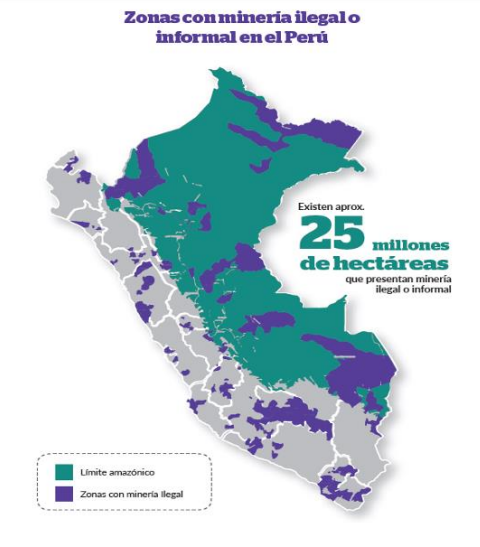 Zonas con minería ilegal o
informal en el Perú
Existen aprox.
25 millones
de hectáreas
que presentan minería
ilegal o informal
Límite amazónico
Zonas con minería Ilegal